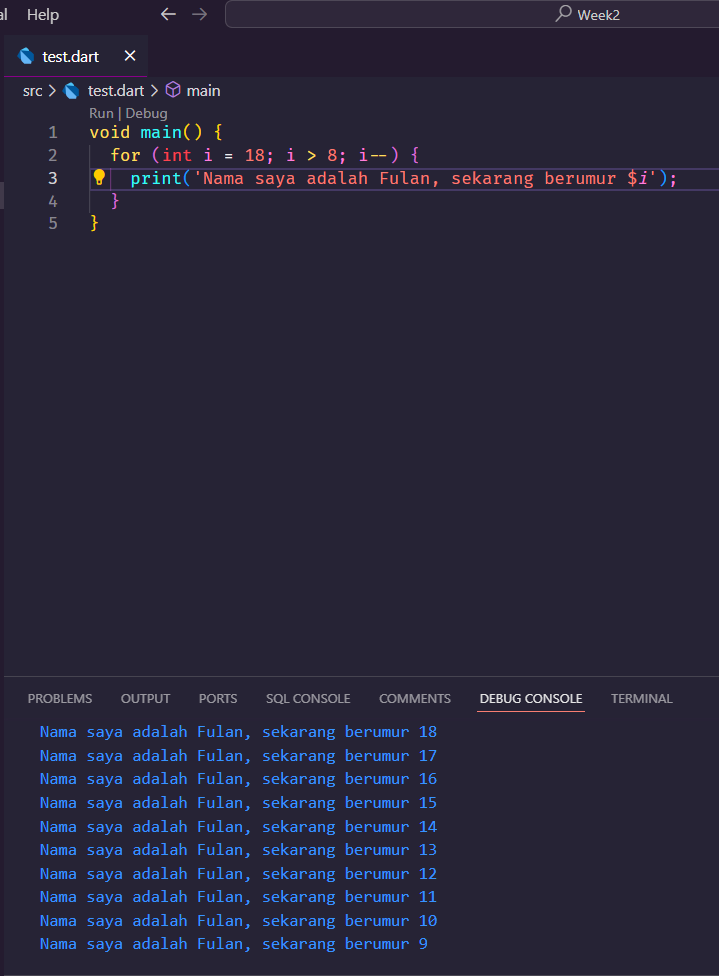 al Help ← → Week2
test.dart ×
src > test.dart > main
Run | Debug
1 void main() {
2 for (int i = 18; i > 8; i--) {
3 print('Nama saya adalah Fulan, sekarang berumur $i');
4 }
5 }
PROBLEMS OUTPUT PORTS SQL CONSOLE COMMENTS DEBUG CONSOLE TERMINAL
Nama saya adalah Fulan, sekarang berumur 18
Nama saya adalah Fulan, sekarang berumur 17
Nama saya adalah Fulan, sekarang berumur 16
Nama saya adalah Fulan, sekarang berumur 15
Nama saya adalah Fulan, sekarang berumur 14
Nama saya adalah Fulan, sekarang berumur 13
Nama saya adalah Fulan, sekarang berumur 12
Nama saya adalah Fulan, sekarang berumur 11
Nama saya adalah Fulan, sekarang berumur 10
Nama saya adalah Fulan, sekarang berumur 9